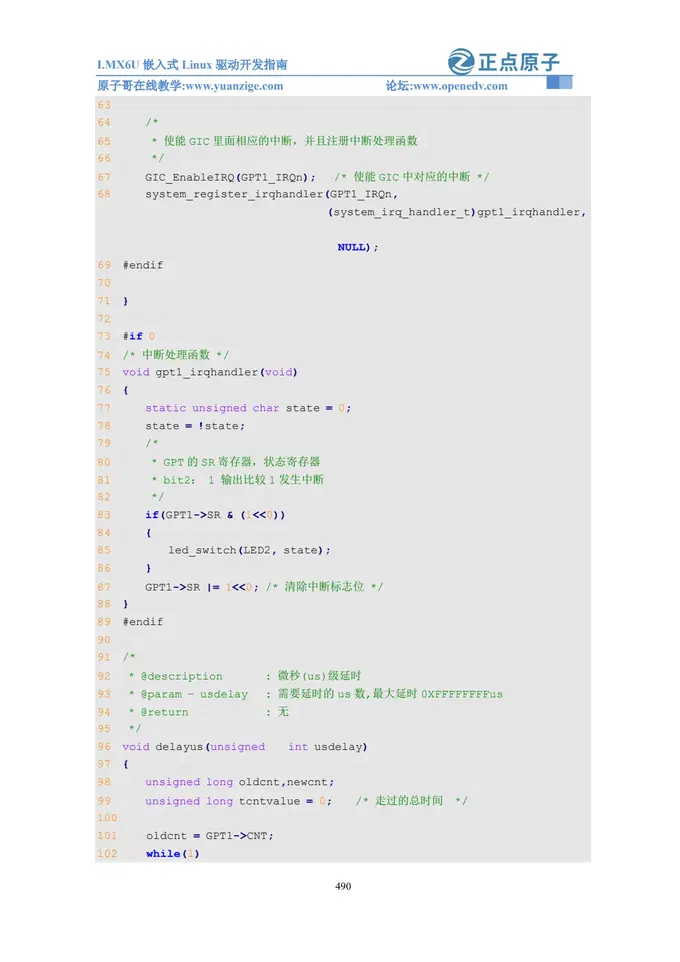 I.MX6U 嵌入式 Linux 驱动开发指南
正点原子
原子哥在线教学:www.yuanzige.com 论坛:www.openedv.com
63
64 /*
65 * 使能 GIC 里面相应的中断，并且注册中断处理函数
66 */
67 GIC_EnableIRQ(GPT1_IRQn); /* 使能 GIC 中对应的中断 */
68 system_register_irqhandler(GPT1_IRQn,
(system_irq_handler_t)gpt1_irqhandler,
NULL);
69 #endif
70
71 }
72
73 #if 0
74 /* 中断处理函数 */
75 void gpt1_irqhandler(void)
76 {
77 static unsigned char state = 0;
78 state = !state;
79 /*
80 * GPT 的 SR 寄存器，状态寄存器
81 * bit2： 1 输出比较 1 发生中断
82 */
83 if(GPT1->SR & (1<<0))
84 {
85 led_switch(LED2, state);
86 }
87 GPT1->SR |= 1<<0; /* 清除中断标志位 */
88 }
89 #endif
90
91 /*
92 * @description : 微秒(us)级延时
93 * @param - usdelay : 需要延时的 us 数,最大延时 0XFFFFFFFFus
94 * @return : 无
95 */
96 void delayus(unsigned int usdelay)
97 {
98 unsigned long oldcnt,newcnt;
99 unsigned long tcntvalue = 0; /* 走过的总时间 */
100
101 oldcnt = GPT1->CNT;
102 while(1)
490